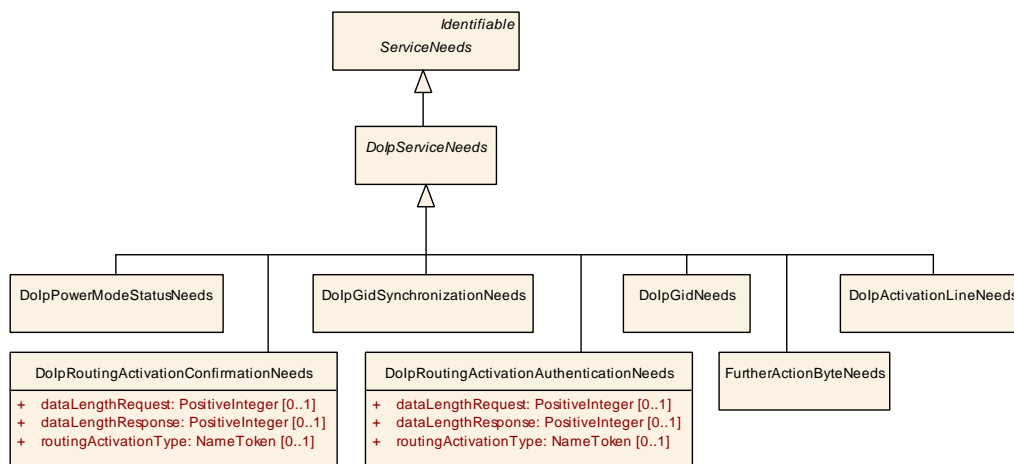 Identifiable
ServiceNeeds
DoIpServiceNeeds
DoIpPowerModeStatusNeeds
DoIpGidSynchronizationNeeds
DoIpGidNeeds
DoIpActivationLineNeeds
DoIpRoutingActivationConfirmationNeeds
+ dataLengthRequest: PositiveInteger [0..1]
+ dataLengthResponse: PositiveInteger [0..1]
+ routingActivationType: NameToken [0..1]
DoIpRoutingActivationAuthenticationNeeds
+ dataLengthRequest: PositiveInteger [0..1]
+ dataLengthResponse: PositiveInteger [0..1]
+ routingActivationType: NameToken [0..1]
FurtherActionByteNeeds